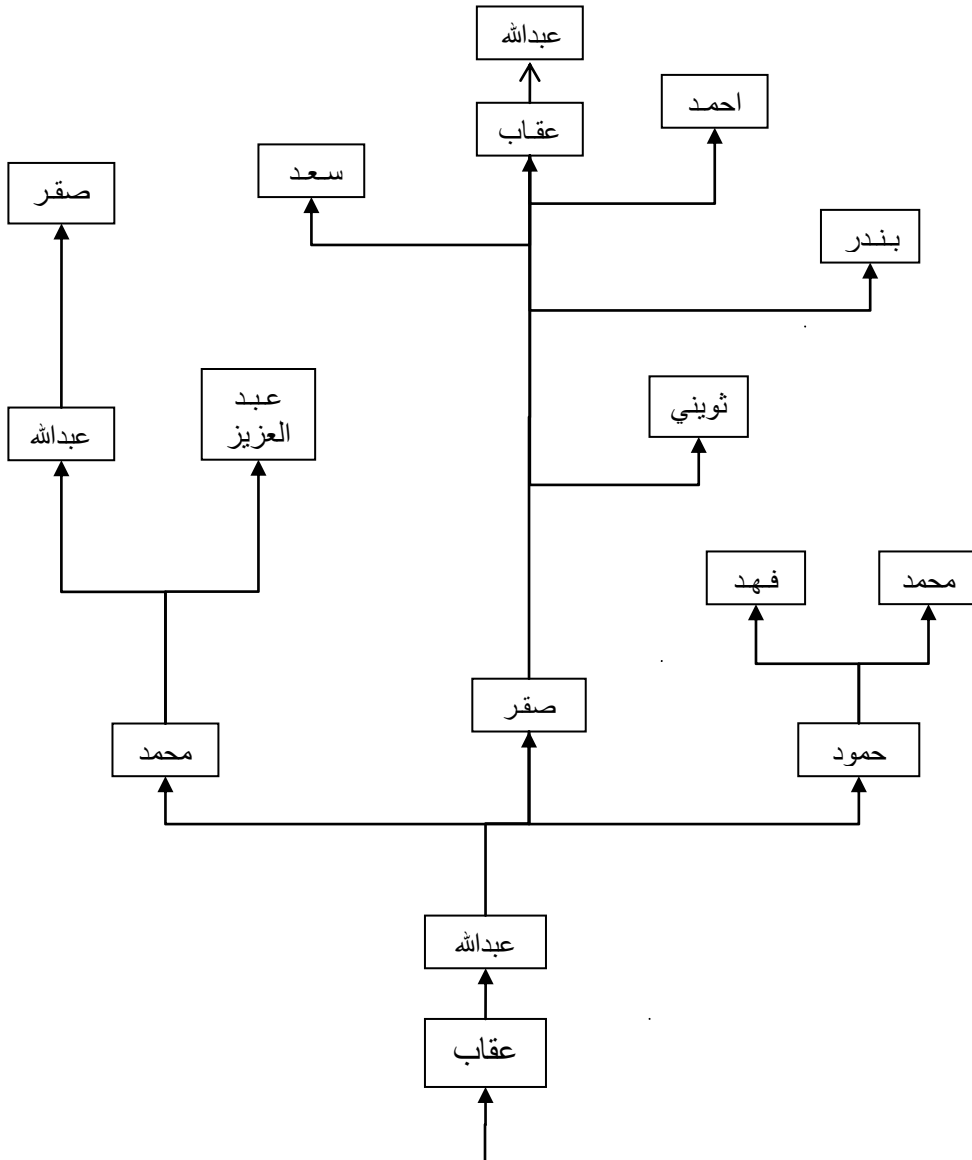 عبدالله
احمد
عقاب
سعد
صقر
بندر
ثويني
عبد
العزيز
عبدالله
محمد
فهد
صقر
حمود
محمد
عبدالله
عقاب